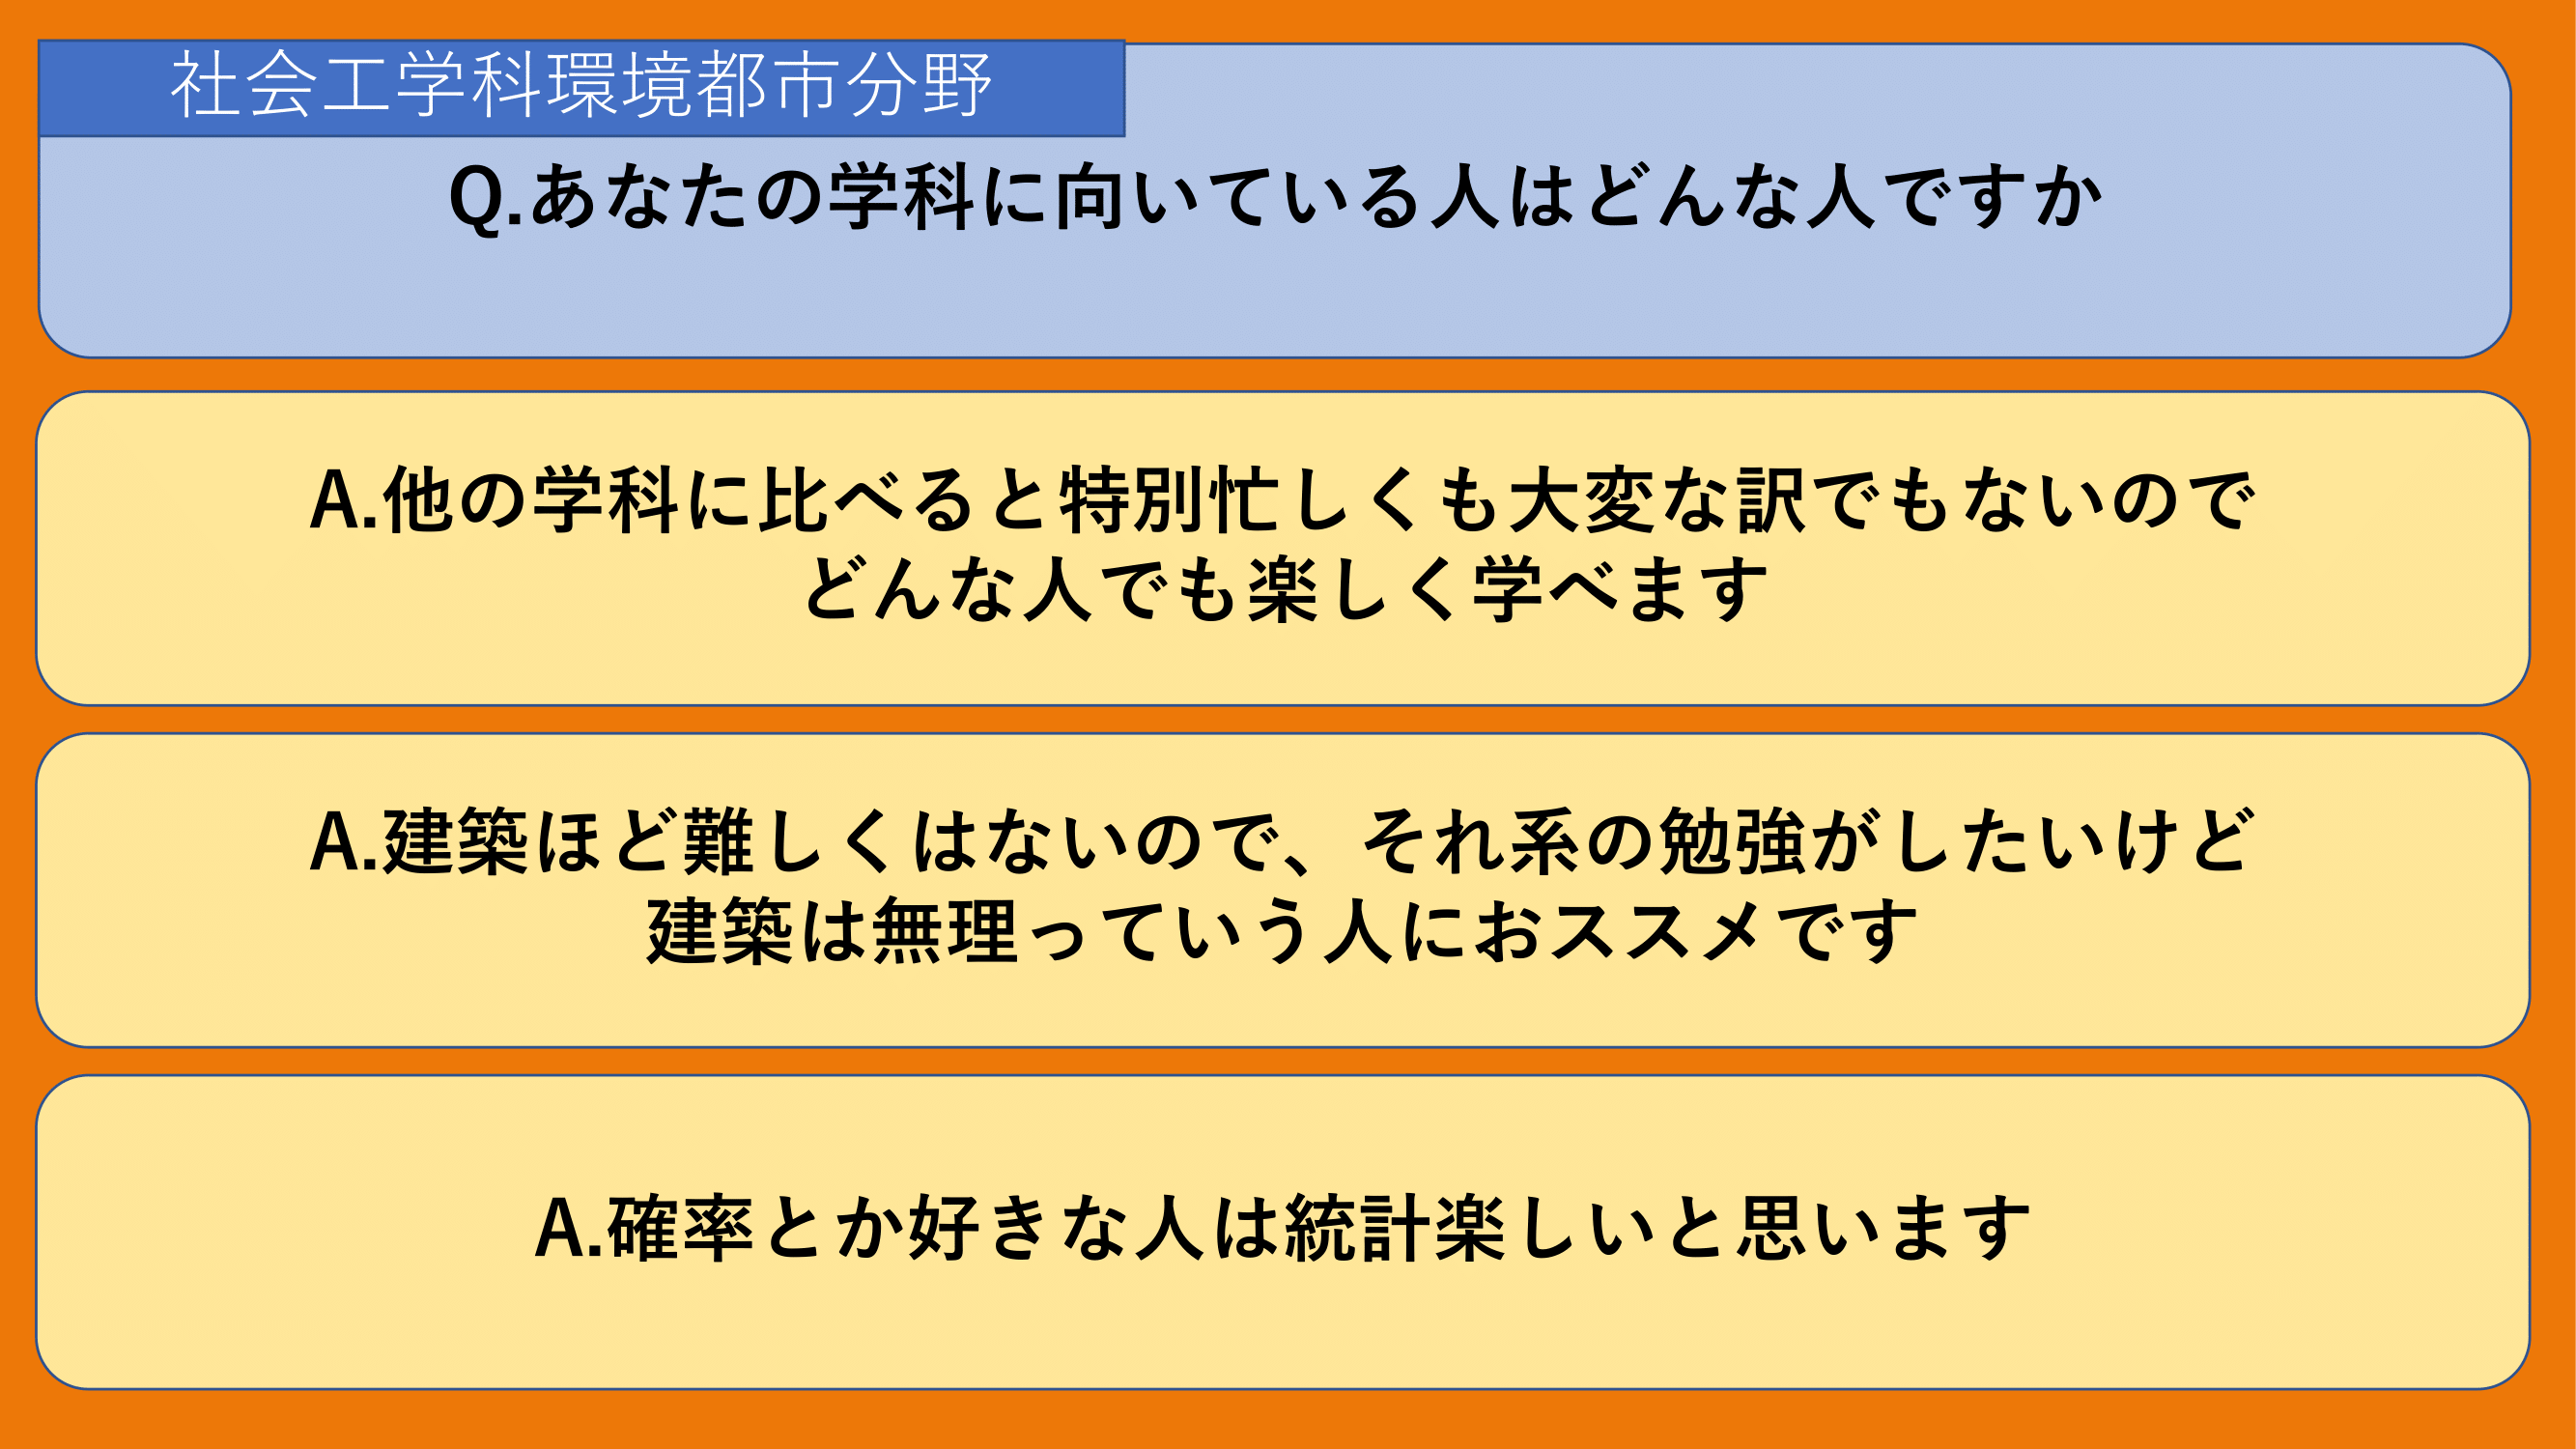 社会工学科環境都市分野
Q.あなたの学科に向いている人はどんな人ですか
A.他の学科に比べると特別忙しくも大変な訳でもないので
どんな人でも楽しく学べます
A.建築ほど難しくはないので、それ系の勉強がしたいけど
建築は無理っていう人におススメです
A.確率とか好きな人は統計楽しいと思います